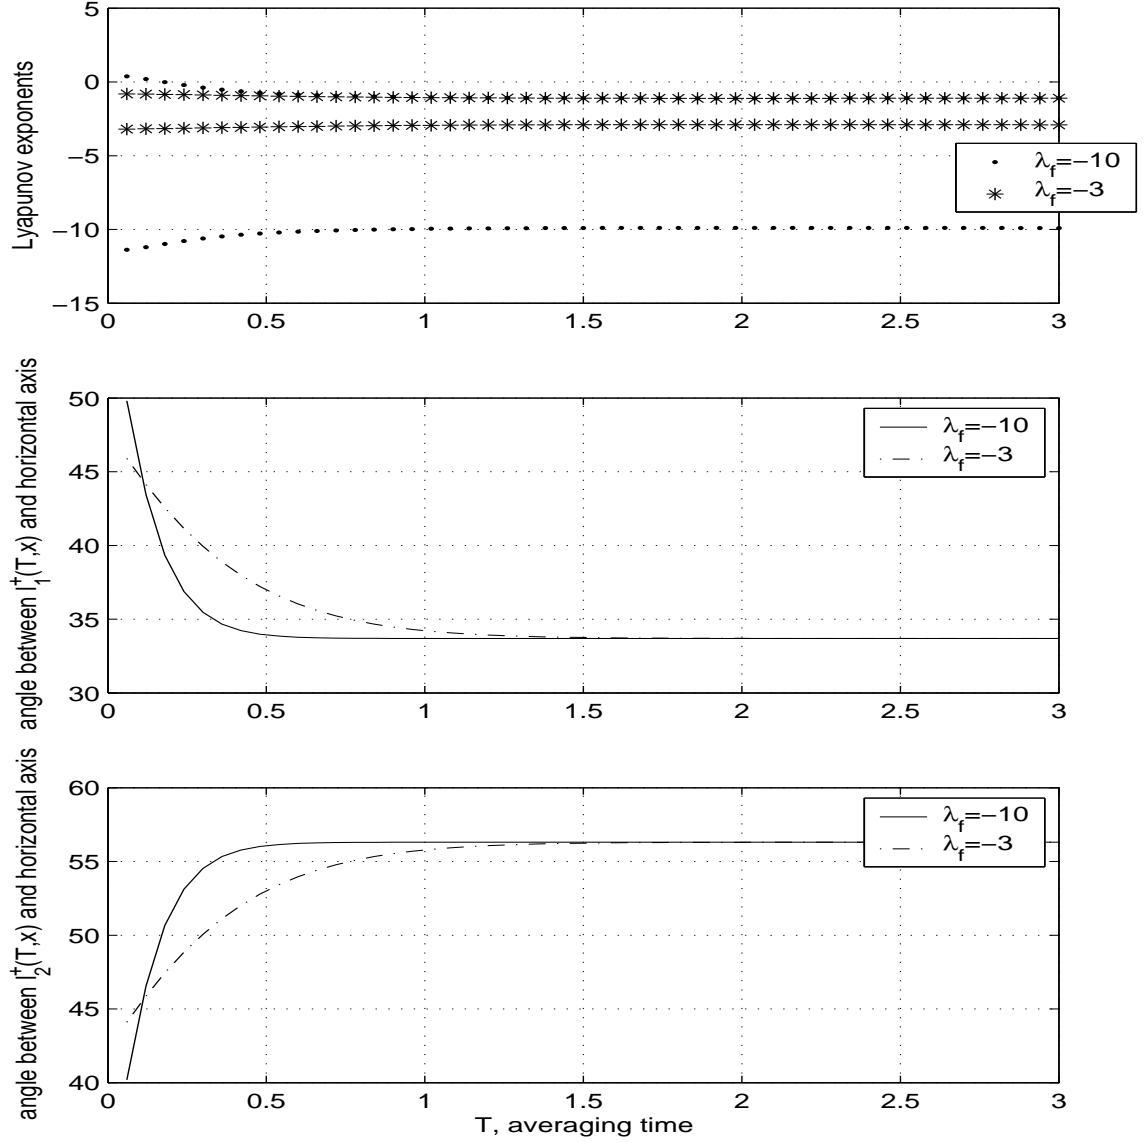 5
0
−5
−10
−15
Lyapunov exponents
λf=−10
λf=−3
0 0.5 1 1.5 2 2.5 3
50
45
40
35
30
angle between l1+(T,x) and horizontal axis
λf=−10
λf=−3
0 0.5 1 1.5 2 2.5 3
60
55
50
45
40
angle between l2+(T,x) and horizontal axis
λf=−10
λf=−3
0 0.5 1 1.5 2 2.5 3
T, averaging time